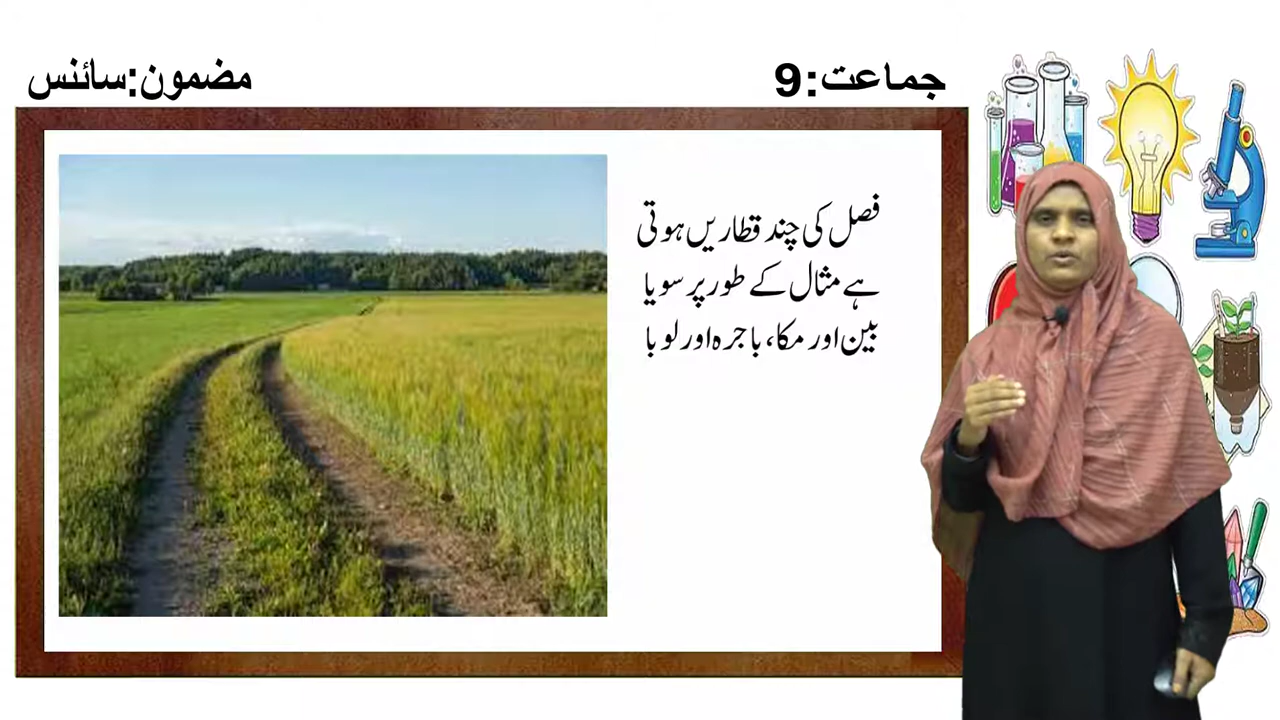 جماعت:9
مضمون:سائنس
فصل کی چند قطاریں ہوتی
ہے مثال کے طور پر سویا
بین اور مکا، باجرہ اور لوبا